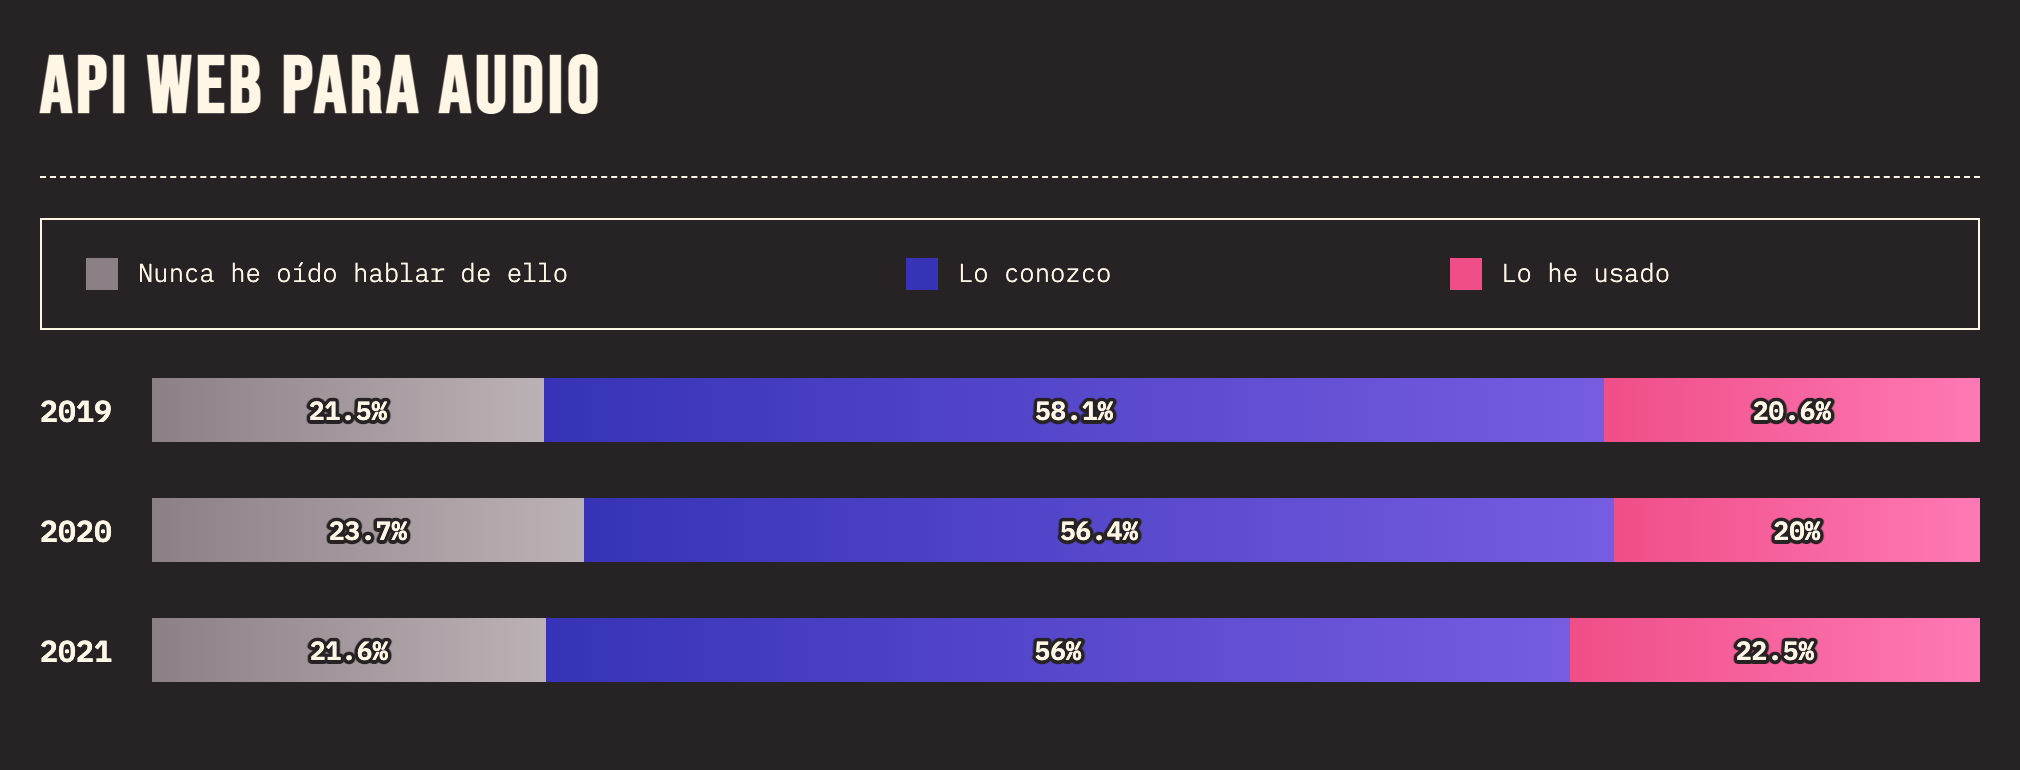 API WEB PARA AUDIO
Nunca he oído hablar de ello Lo conozco Lo he usado
2019 21.5% 58.1% 20.6%
2020 23.7% 56.4% 20%
2021 21.6% 56% 22.5%